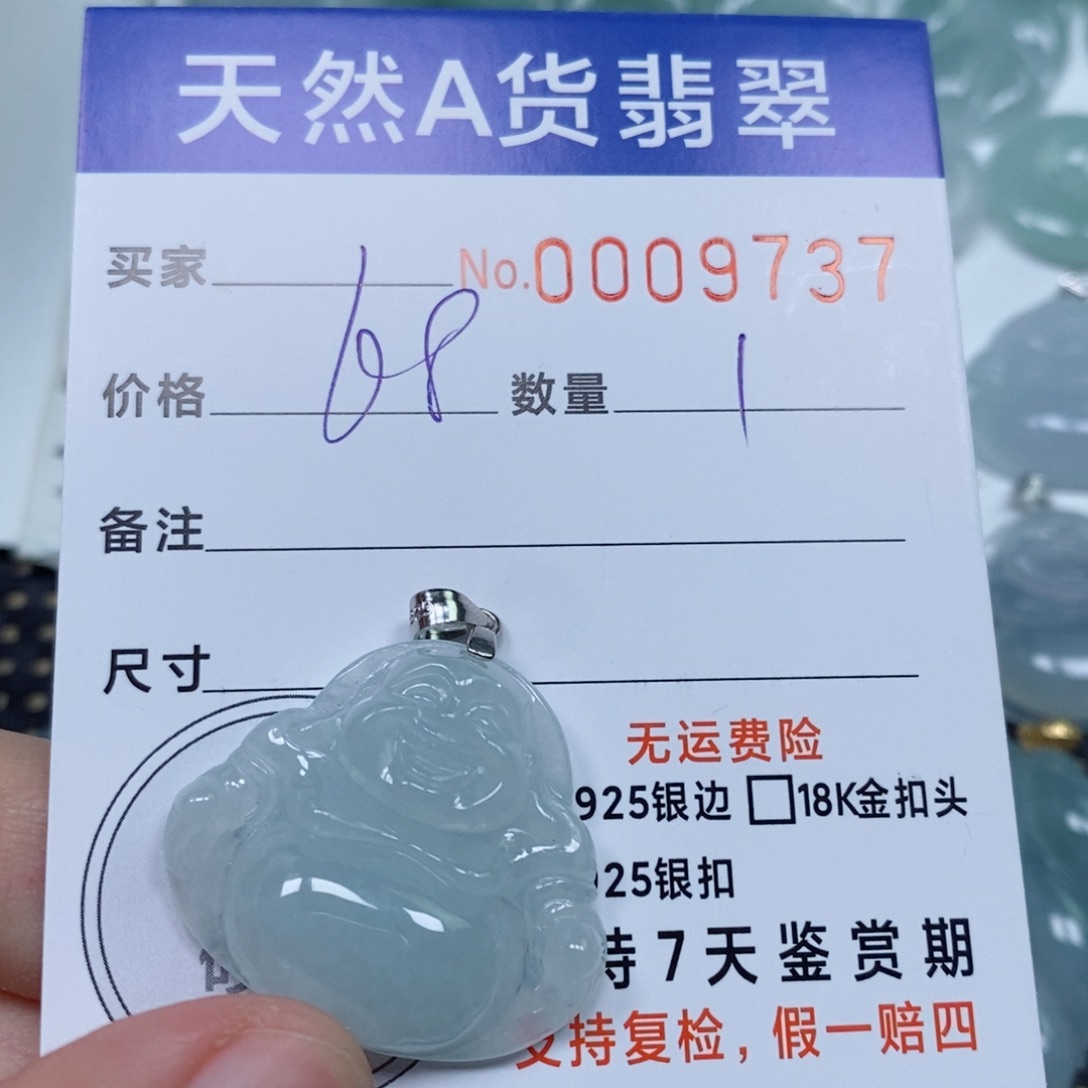 天然A货翡翠
买家 No.0009737
价格 68 数量 1
备注
尺寸
无运费险
925银边 □18K金扣头
925银扣
持7天鉴赏期
支持复检，假一赔四